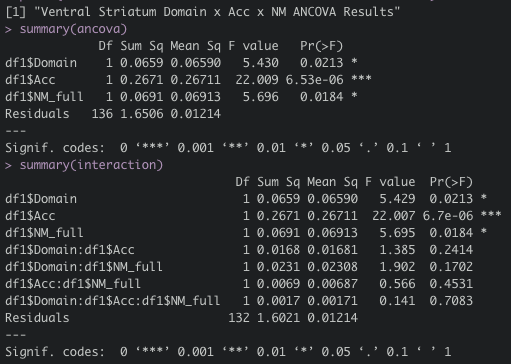 [1] "Ventral Striatum Domain x Acc x NM ANCOVA Results"
> summary(ancova)
Df Sum Sq Mean Sq F value Pr(>F)
df1$Domain 1 0.0659 0.06590 5.430 0.0213 *
df1$Acc 1 0.2671 0.26711 22.009 6.53e-06 ***
df1$NM_full 1 0.0691 0.06913 5.696 0.0184 *
Residuals 136 1.6506 0.01214
---
Signif. codes: 0 ‘***’ 0.001 ‘**’ 0.01 ‘*’ 0.05 ‘.’ 0.1 ‘ ’ 1
> summary(interaction)
Df Sum Sq Mean Sq F value Pr(>F)
df1$Domain 1 0.0659 0.06590 5.429 0.0213 *
df1$Acc 1 0.2671 0.26711 22.007 6.7e-06 ***
df1$NM_full 1 0.0691 0.06913 5.695 0.0184 *
df1$Domain:df1$Acc 1 0.0168 0.01681 1.385 0.2414
df1$Domain:df1$NM_full 1 0.0231 0.02308 1.902 0.1702
df1$Acc:df1$NM_full 1 0.0069 0.00687 0.566 0.4531
df1$Domain:df1$Acc:df1$NM_full 1 0.0017 0.00171 0.141 0.7083
Residuals 132 1.6021 0.01214
---
Signif. codes: 0 ‘***’ 0.001 ‘**’ 0.01 ‘*’ 0.05 ‘.’ 0.1 ‘ ’ 1